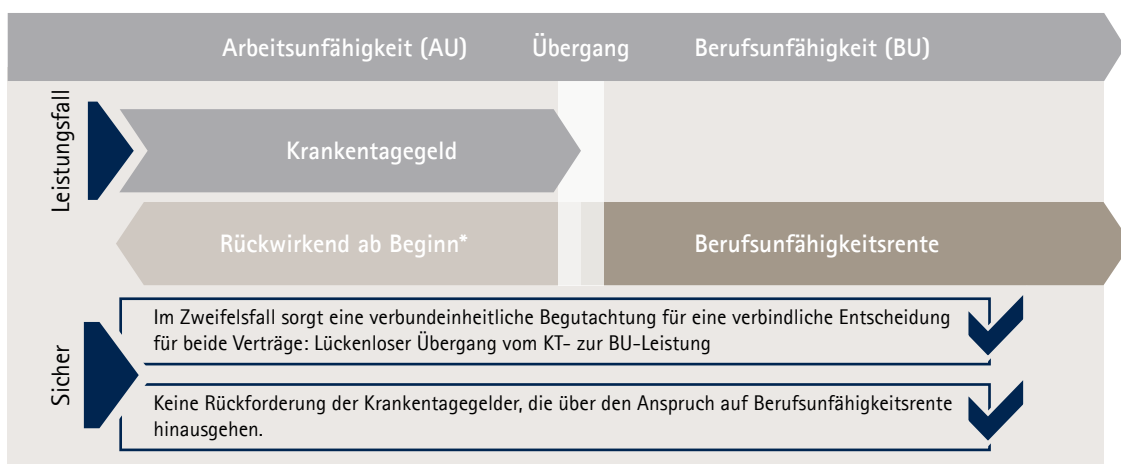 Arbeitsunfähigkeit (AU) Übergang Berufsunfähigkeit (BU)
Leistungsfall
Krankentagegeld
Rückwirkend ab Beginn* Berufsunfähigkeitsrente
Sicher
Im Zweifelsfall sorgt eine verbundeinheitliche Begutachtung für eine verbindliche Entscheidung
für beide Verträge: Lückenloser Übergang vom KT- zur BU-Leistung
Keine Rückforderung der Krankentagegelder, die über den Anspruch auf Berufsunfähigkeitsrente
hinausgehen.